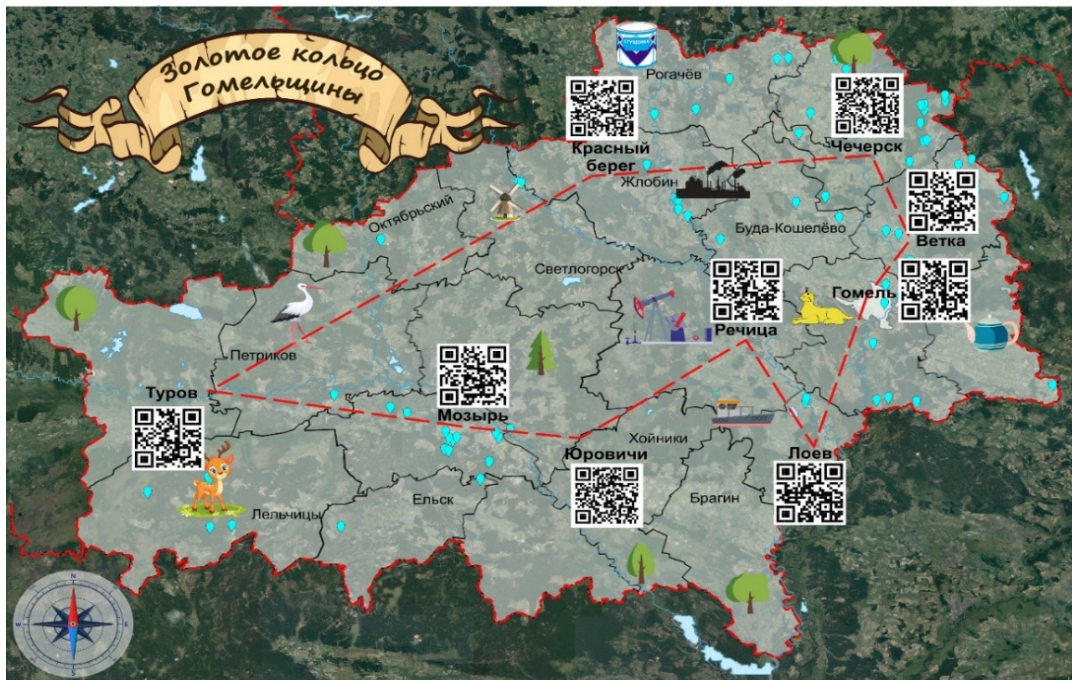 Золотое кольцо
Гомельщины
Рогачёв
Красный
берег
Чечерск
Жлобин
Октябрьский
Ветка
Буда-Кошелёво
Светлогорск
Гомель
Речица
Петриков
Туров
Мозырь
Хойники
Юровичи
Лоев
Ельск
Брагин
Лельчицы
N
W
E
S